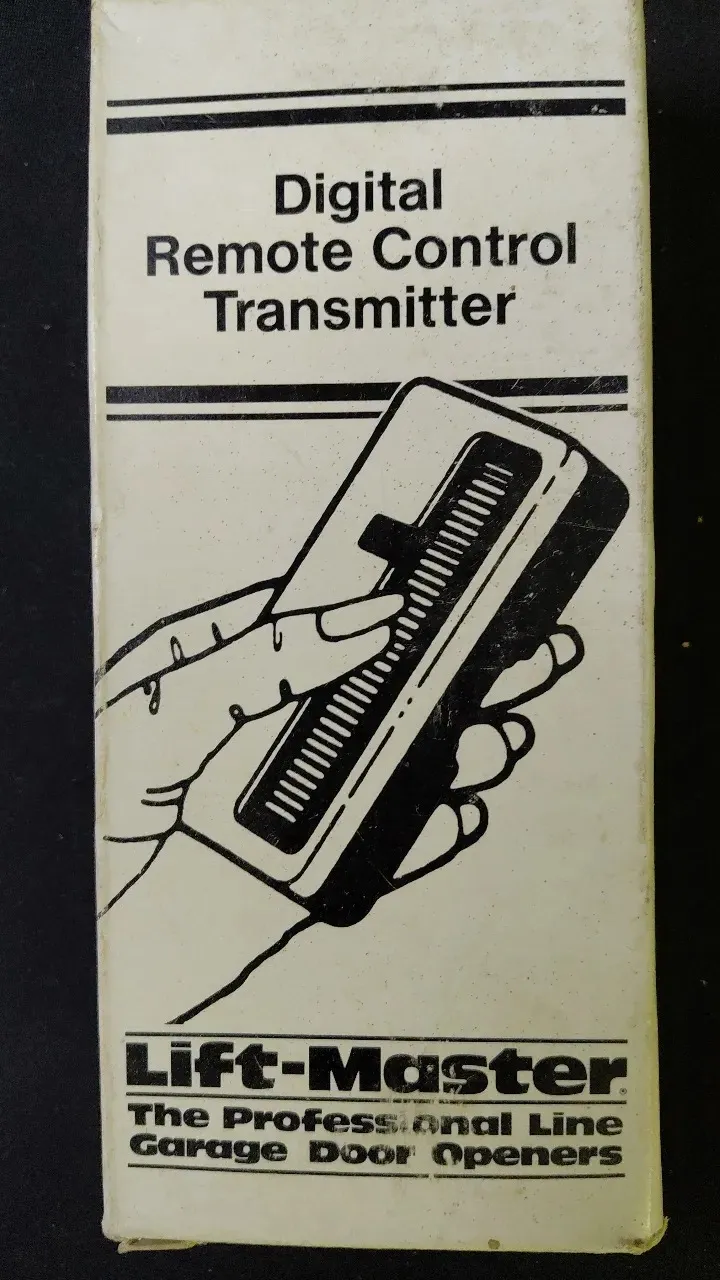 Digital
Remote Control
Transmitter
Lift-Master®
The Professional Line
Garage Door Openers